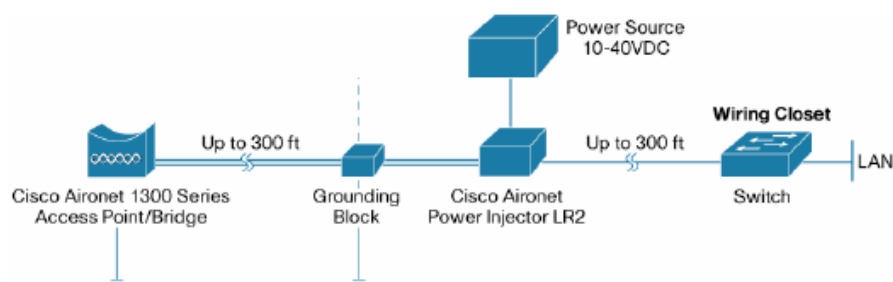 Power Source
10-40VDC
Wiring Closet
Up to 300 ft
Up to 300 ft
LAN
Cisco Aironet 1300 Series
Access Point/Bridge
Grounding
Block
Cisco Aironet
Power Injector LR2
Switch